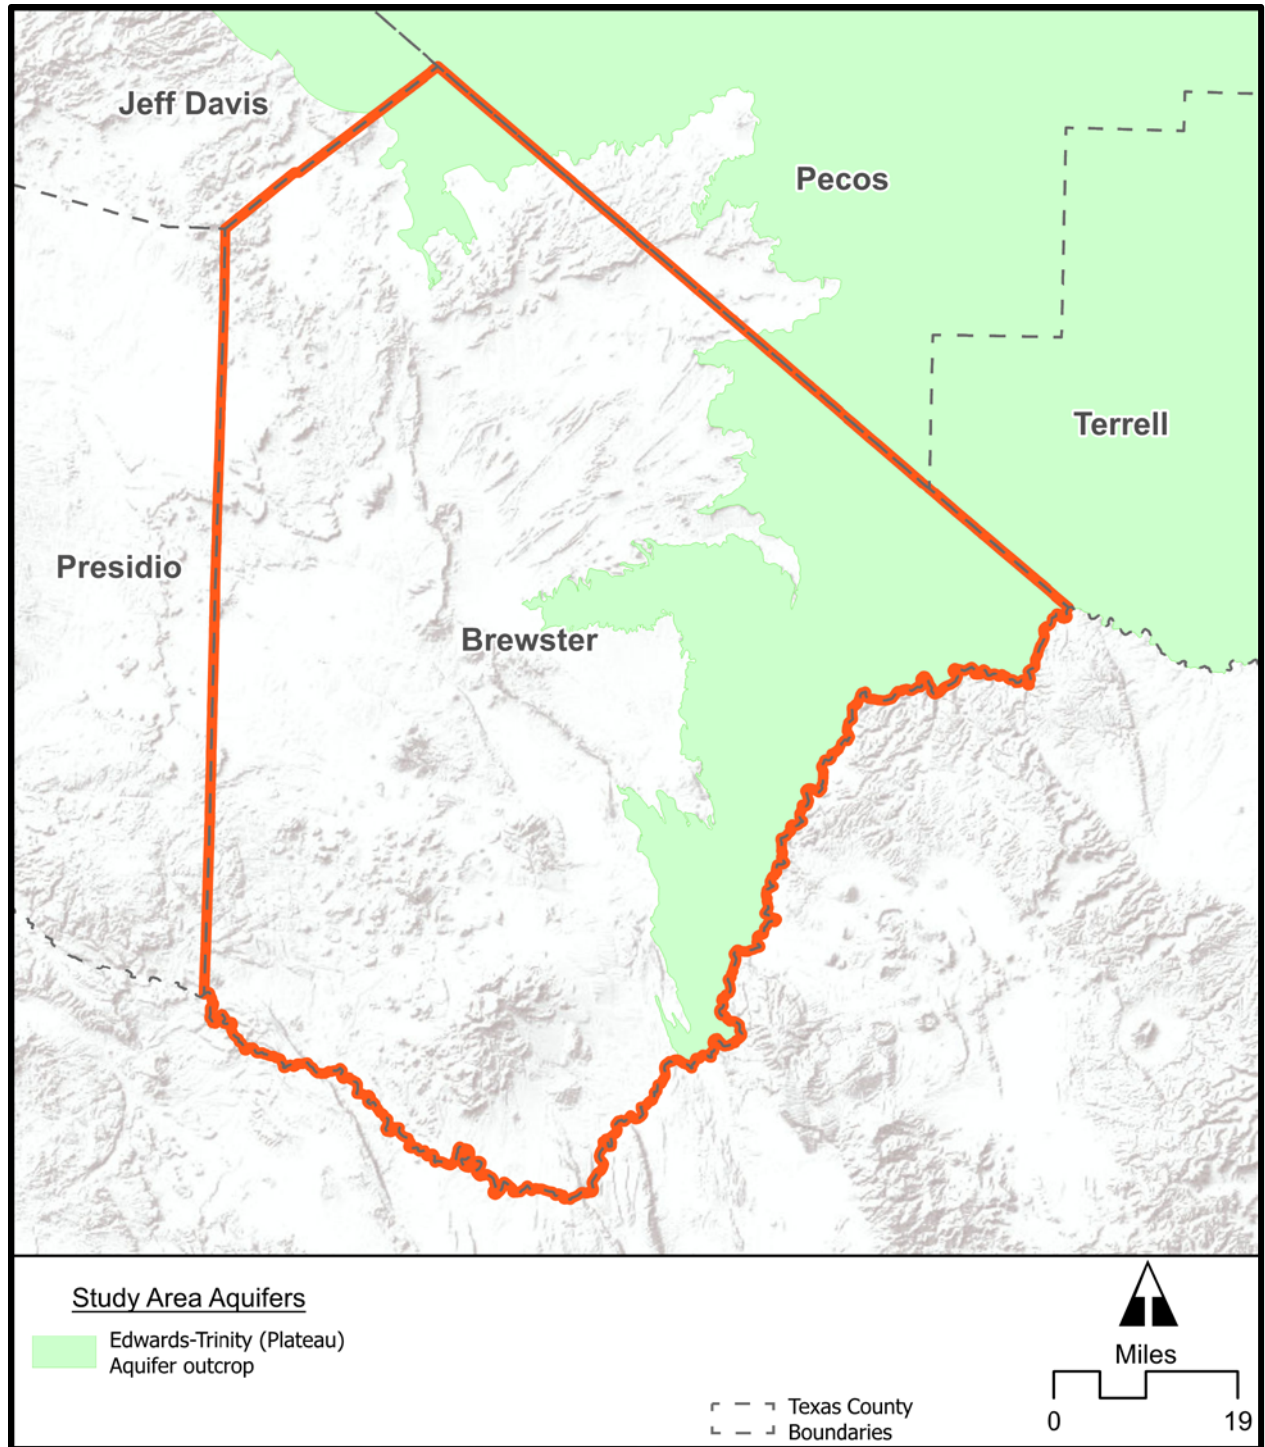 Jeff Davis
Pecos
Terrell
Presidio
Brewster
Study Area Aquifers
Edwards-Trinity (Plateau)
Aquifer outcrop
Miles
0 19
Texas County
Boundaries